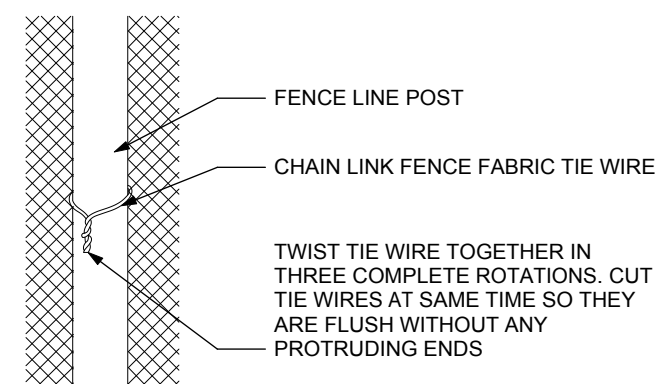 FENCE LINE POST
CHAIN LINK FENCE FABRIC TIE WIRE
TWIST TIE WIRE TOGETHER IN
THREE COMPLETE ROTATIONS. CUT
TIE WIRES AT SAME TIME SO THEY
ARE FLUSH WITHOUT ANY
PROTRUDING ENDS